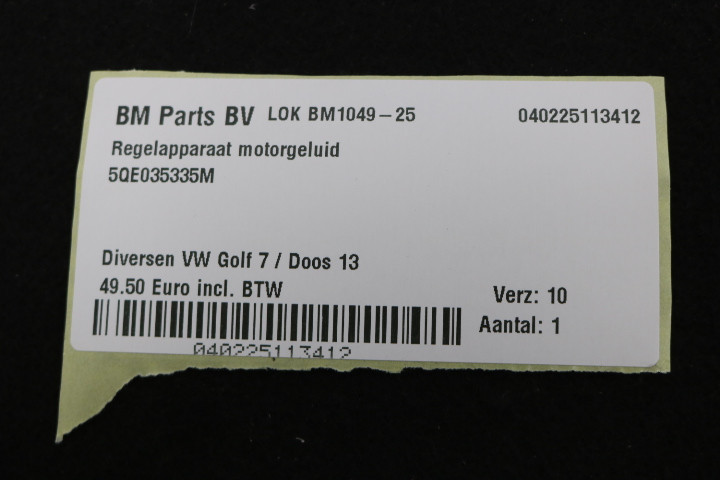 BM Parts BV LOK BM1049-25 040225113412
Regelapparaat motorgeluid
5QE035335M
Diversen VW Golf 7 / Doos 13
49.50 Euro incl. BTW
Verz: 10
Aantal: 1
040225113412